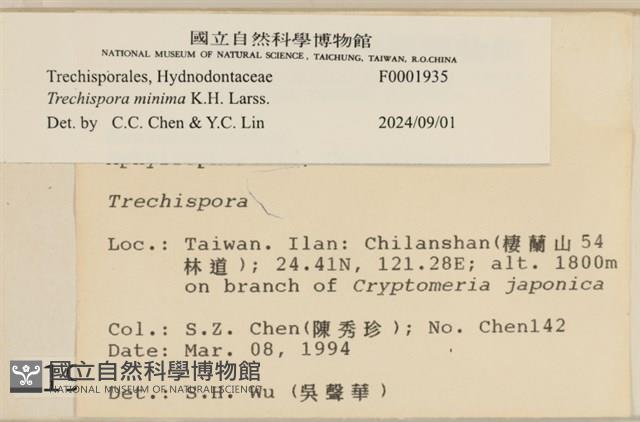 國立自然科學博物館
NATIONAL MUSEUM OF NATURAL SCIENCE, TAICHUNG, TAIWAN, R.O.CHINA
Trechisporales, Hydnodontaceae F0001935
Trechispora minima K.H. Larss.
Det. by C.C. Chen & Y.C. Lin 2024/09/01
Trechispora
Loc.: Taiwan. Ilan: Chilanshan(棲蘭山54
林道); 24.41N, 121.28E; alt. 1800m
on branch of Cryptomeria japonica
Col.: S.Z. Chen(陳秀珍); No. Chen142
Date: Mar. 08, 1994
國立自然科學博物館
NATIONAL MUSEUM OF NATURAL SCIENCE
Det.: S.H. Wu (吳聲華)